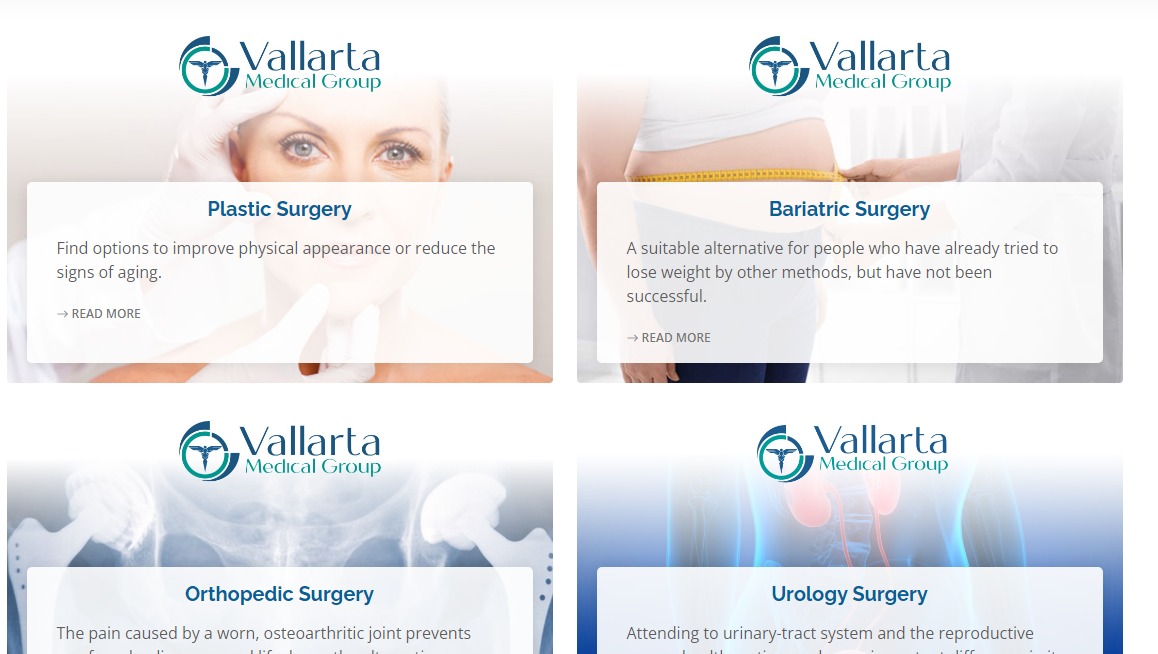 Vallarta
Medical Group
Plastic Surgery
Find options to improve physical appearance or reduce the
signs of aging.
→ READ MORE
Vallarta
Medical Group
Bariatric Surgery
A suitable alternative for people who have already tried to
lose weight by other methods, but have not been
successful.
→ READ MORE
Vallarta
Medical Group
Orthopedic Surgery
The pain caused by a worn, osteoarthritic joint prevents
Vallarta
Medical Group
Urology Surgery
Attending to urinary-tract system and the reproductive